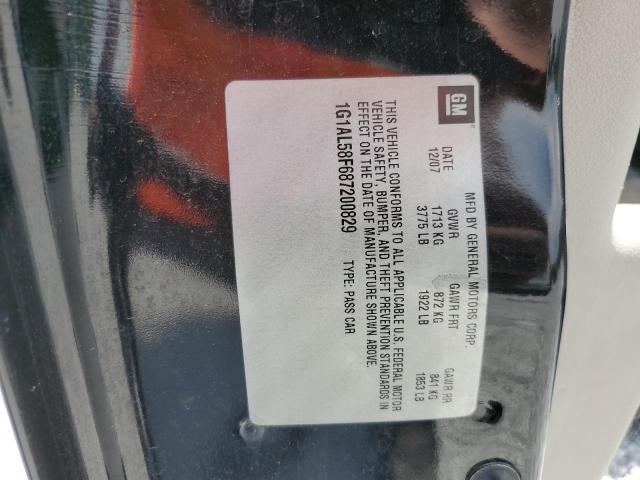 GM
MFD BY GENERAL MOTORS CORP.
DATE GVWR GAWR FRT GAWR RR
12/07 1713 KG 872 KG 841 KG
3775 LB 1922 LB 1853 LB
THIS VEHICLE CONFORMS TO ALL APPLICABLE U.S. FEDERAL MOTOR
VEHICLE SAFETY, BUMPER, AND THEFT PREVENTION STANDARDS IN
EFFECT ON THE DATE OF MANUFACTURE SHOWN ABOVE.
1G1AL58F687200829 TYPE: PASS CAR